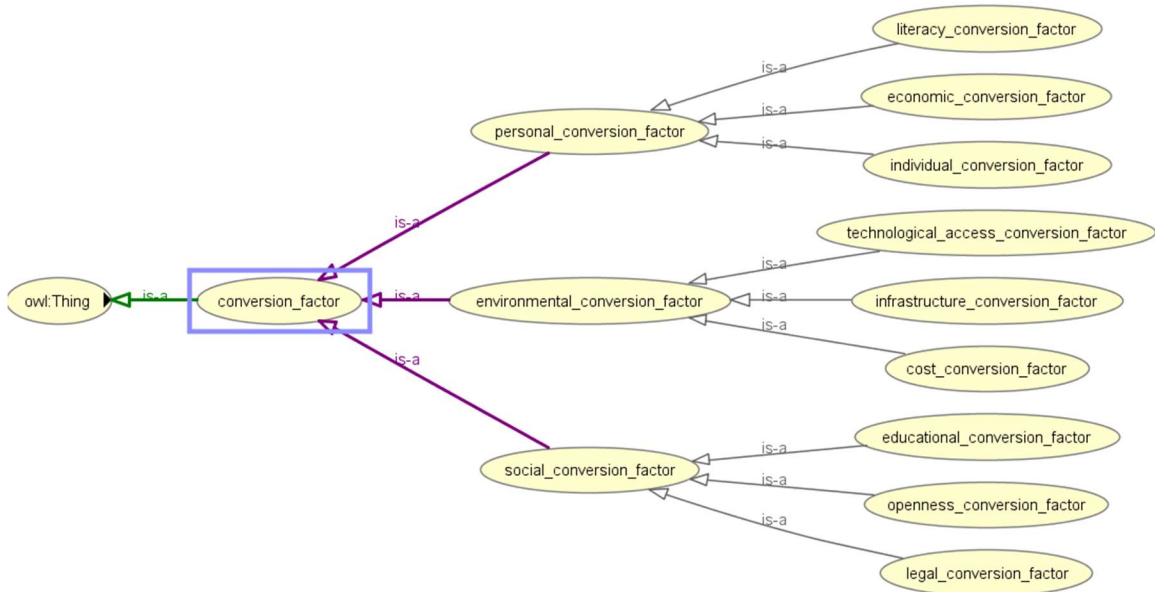 literacy_conversion_factor
is-a
economic_conversion_factor
is-a
personal_conversion_factor
is-a
individual_conversion_factor
is-a
technological_access_conversion_factor
is-a
owl:Thing
is-a
conversion_factor
is-a
environmental_conversion_factor
is-a
infrastructure_conversion_factor
is-a
is-a
cost_conversion_factor
educational_conversion_factor
is-a
social_conversion_factor
is-a
openness_conversion_factor
is-a
legal_conversion_factor